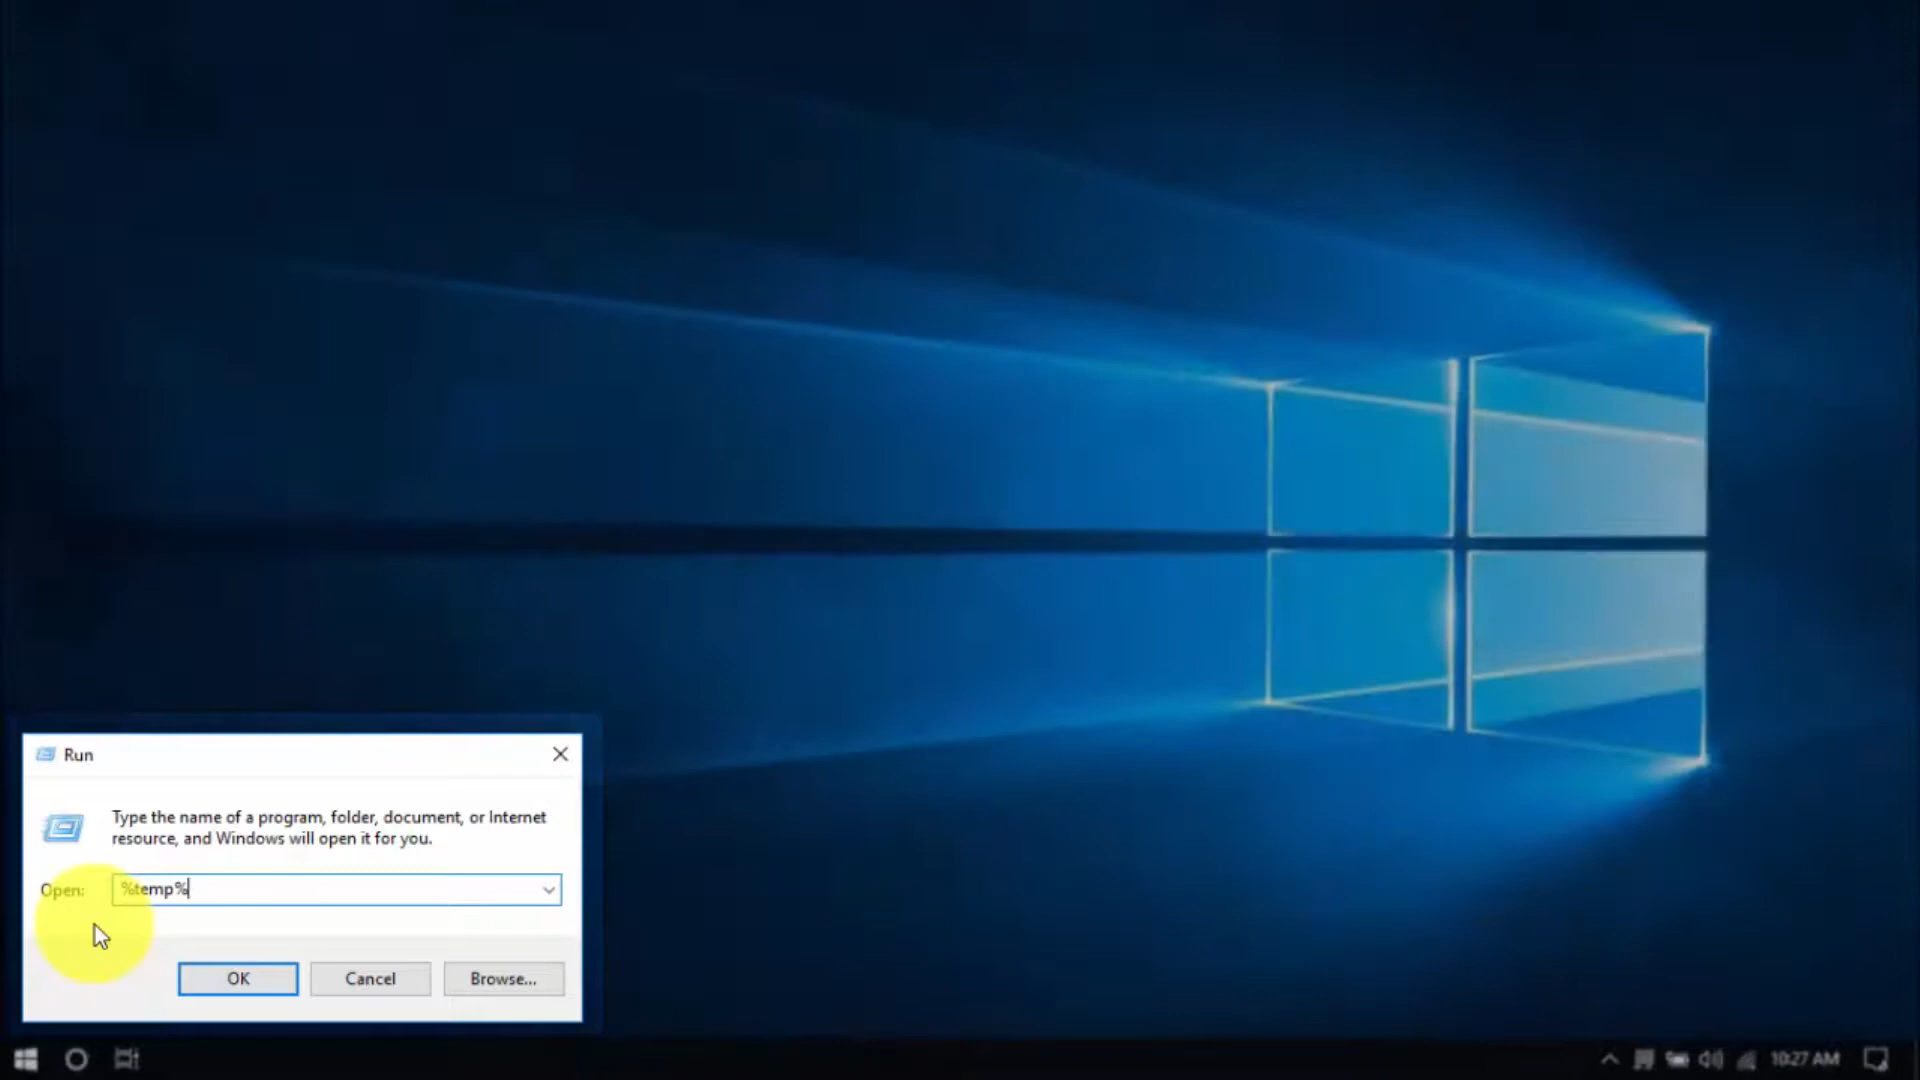 Run
Type the name of a program, folder, document, or Internet
resource, and Windows will open it for you.
Open: %temp%
OK Cancel Browse...
10:27 AM